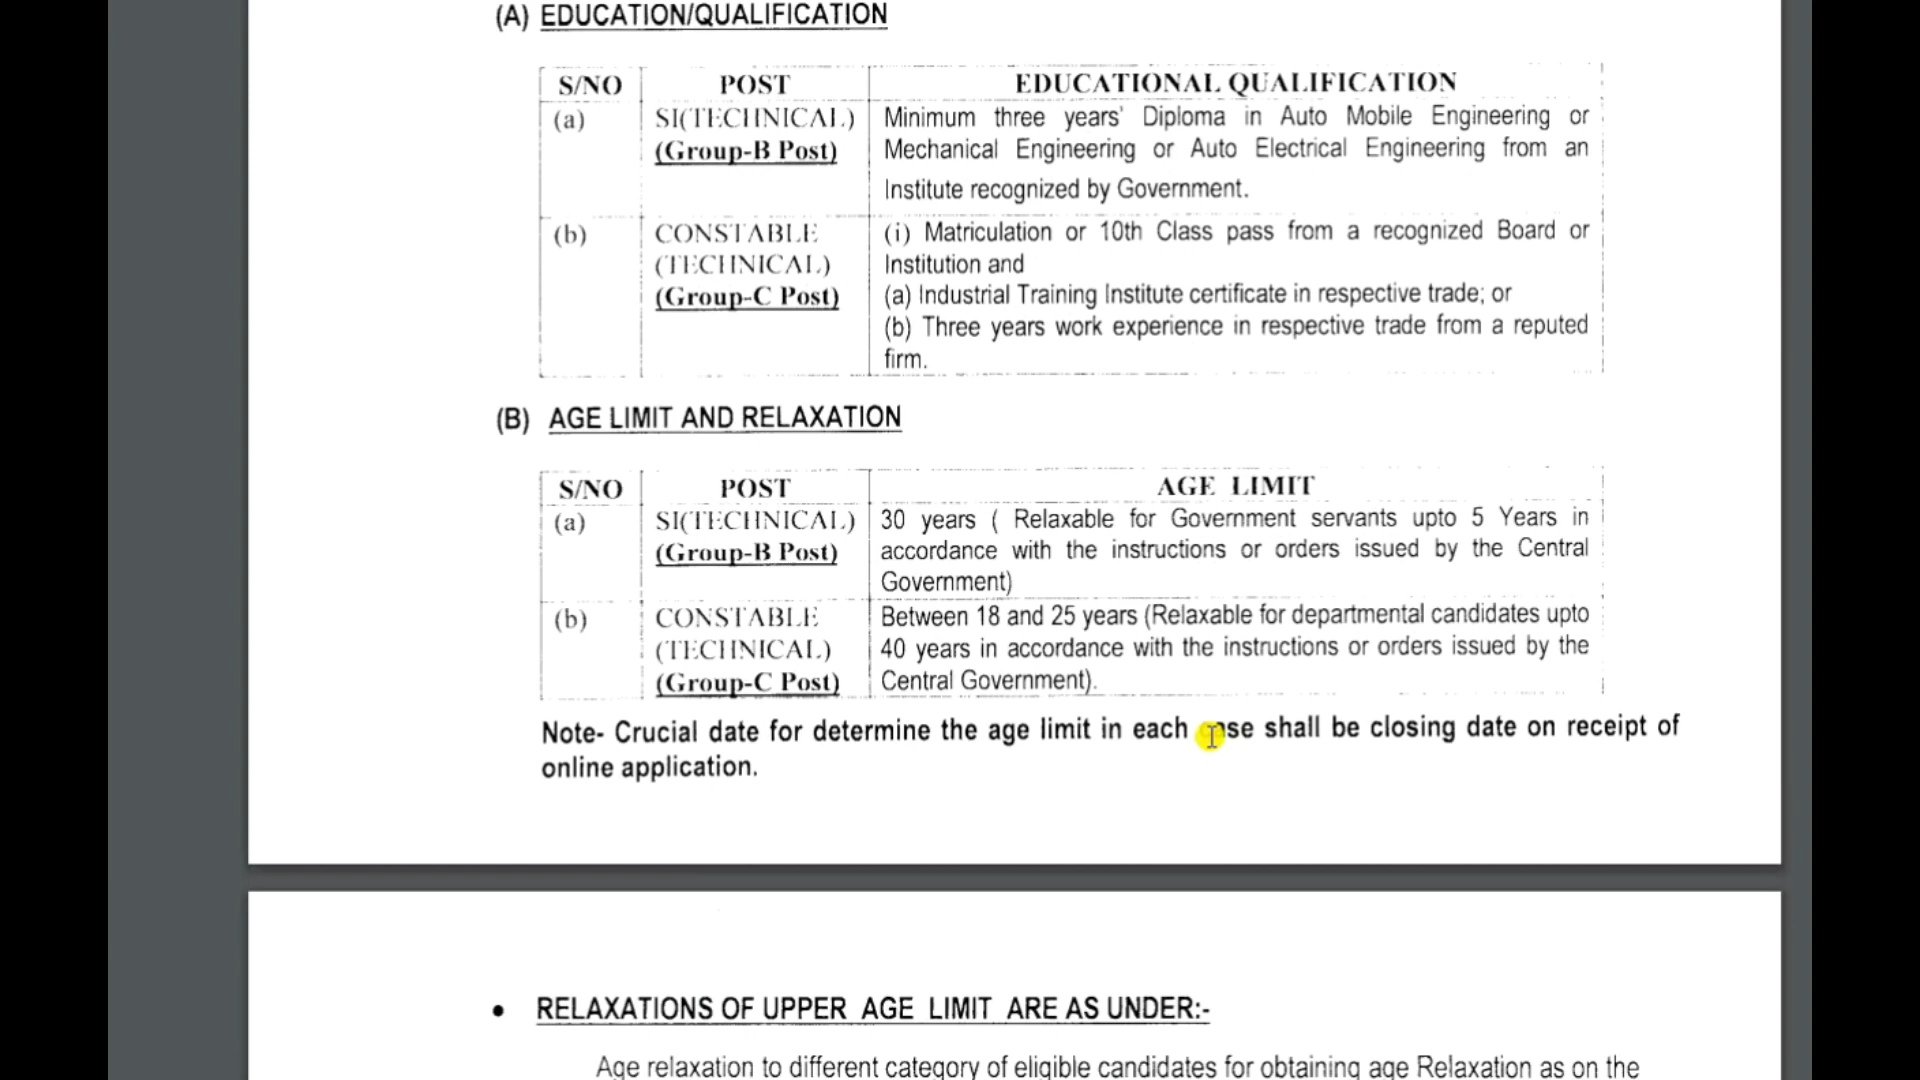 (A) EDUCATION/QUALIFICATION
S/NO POST EDUCATIONAL QUALIFICATION
(a) SI(TECHNICAL) (Group-B Post) Minimum three years' Diploma in Auto Mobile Engineering or
Mechanical Engineering or Auto Electrical Engineering from an
Institute recognized by Government.
(b) CONSTABLE (TECHNICAL) (Group-C Post) (i) Matriculation or 10th Class pass from a recognized Board or
Institution and
(a) Industrial Training Institute certificate in respective trade; or
(b) Three years work experience in respective trade from a reputed
firm.
(B) AGE LIMIT AND RELAXATION
S/NO POST AGE LIMIT
(a) SI(TECHNICAL) (Group-B Post) 30 years ( Relaxable for Government servants upto 5 Years in
accordance with the instructions or orders issued by the Central
Government)
(b) CONSTABLE (TECHNICAL) (Group-C Post) Between 18 and 25 years (Relaxable for departmental candidates upto
40 years in accordance with the instructions or orders issued by the
Central Government).
Note- Crucial date for determine the age limit in each case shall be closing date on receipt of
online application.
• RELAXATIONS OF UPPER AGE LIMIT ARE AS UNDER:-
Age relaxation to different category of eligible candidates for obtaining age Relaxation as on the